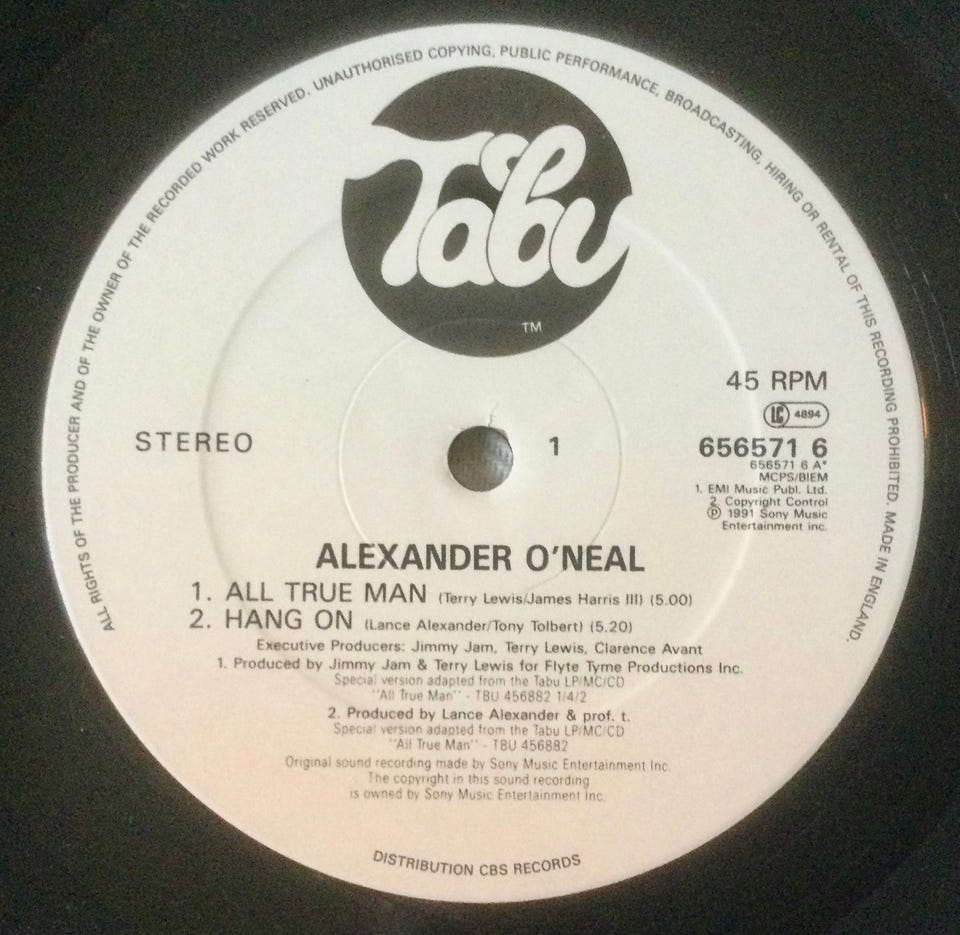 ALL RIGHTS OF THE PRODUCER AND OF THE OWNER OF THE RECORDED WORK RESERVED. UNAUTHORISED COPYING, PUBLIC PERFORMANCE, BROADCASTING, HIRING OR RENTAL OF THIS RECORDING PROHIBITED. MADE IN ENGLAND.
Tabu
TM
45 RPM
LC 4894
STEREO
1
656571 6
656571 6 A*
MCPS/BIEM
1. EMI Music Publ. Ltd.
2. Copyright Control
Ⓟ 1991 Sony Music
Entertainment inc.
ALEXANDER O'NEAL
1. ALL TRUE MAN (Terry Lewis/James Harris III) (5.00)
2. HANG ON (Lance Alexander/Tony Tolbert) (5.20)
Executive Producers: Jimmy Jam, Terry Lewis, Clarence Avant
1. Produced by Jimmy Jam & Terry Lewis for Flyte Tyme Productions Inc.
Special version adapted from the Tabu LP/MC/CD
"All True Man" - TBU 456882 1/4/2
2. Produced by Lance Alexander & prof. t.
Special version adapted from the Tabu LP/MC/CD
"All True Man" - TBU 456882
Original sound recording made by Sony Music Entertainment Inc.
The copyright in this sound recording
is owned by Sony Music Entertainment Inc.
DISTRIBUTION CBS RECORDS